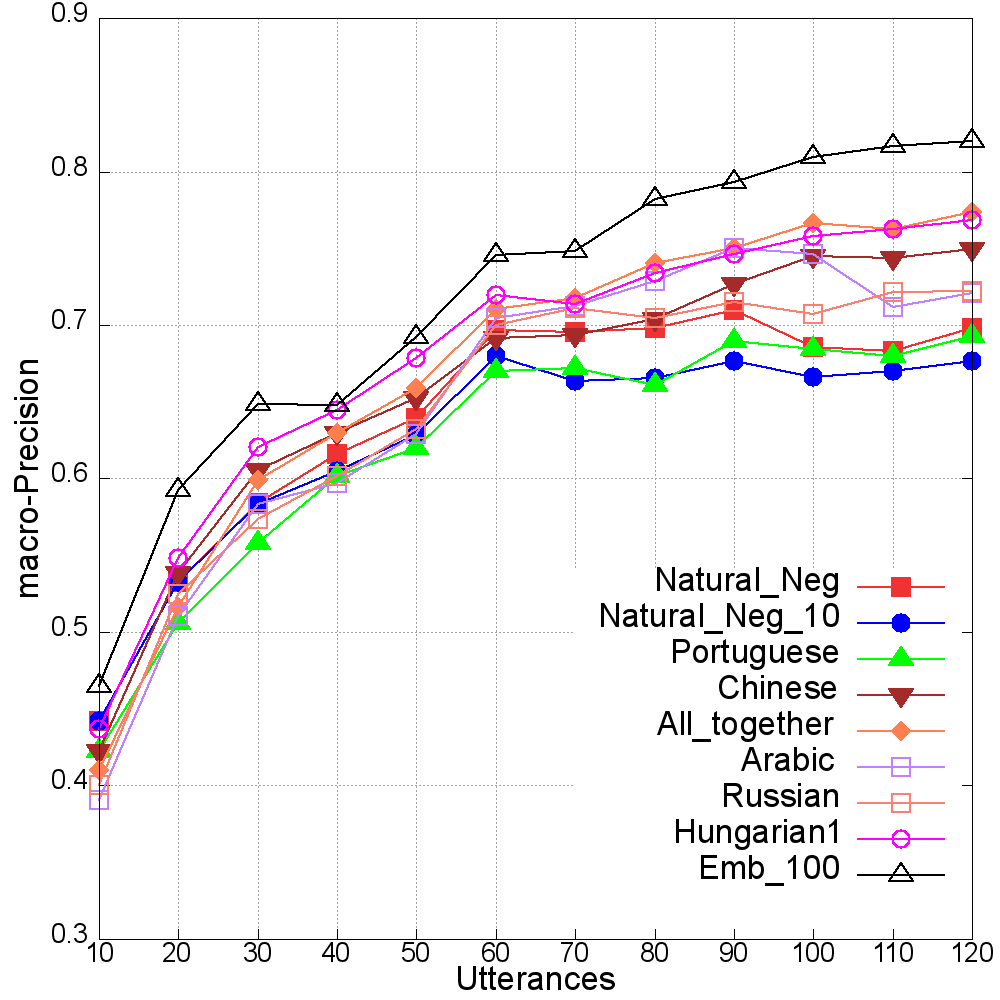 0.9
0.8
0.7
0.6
0.5
0.4
0.3
macro-Precision
Natural_Neg
Natural_Neg_10
Portuguese
Chinese
All_together
Arabic
Russian
Hungarian1
Emb_100
10 20 30 40 50 60 70 80 90 100 110 120
Utterances